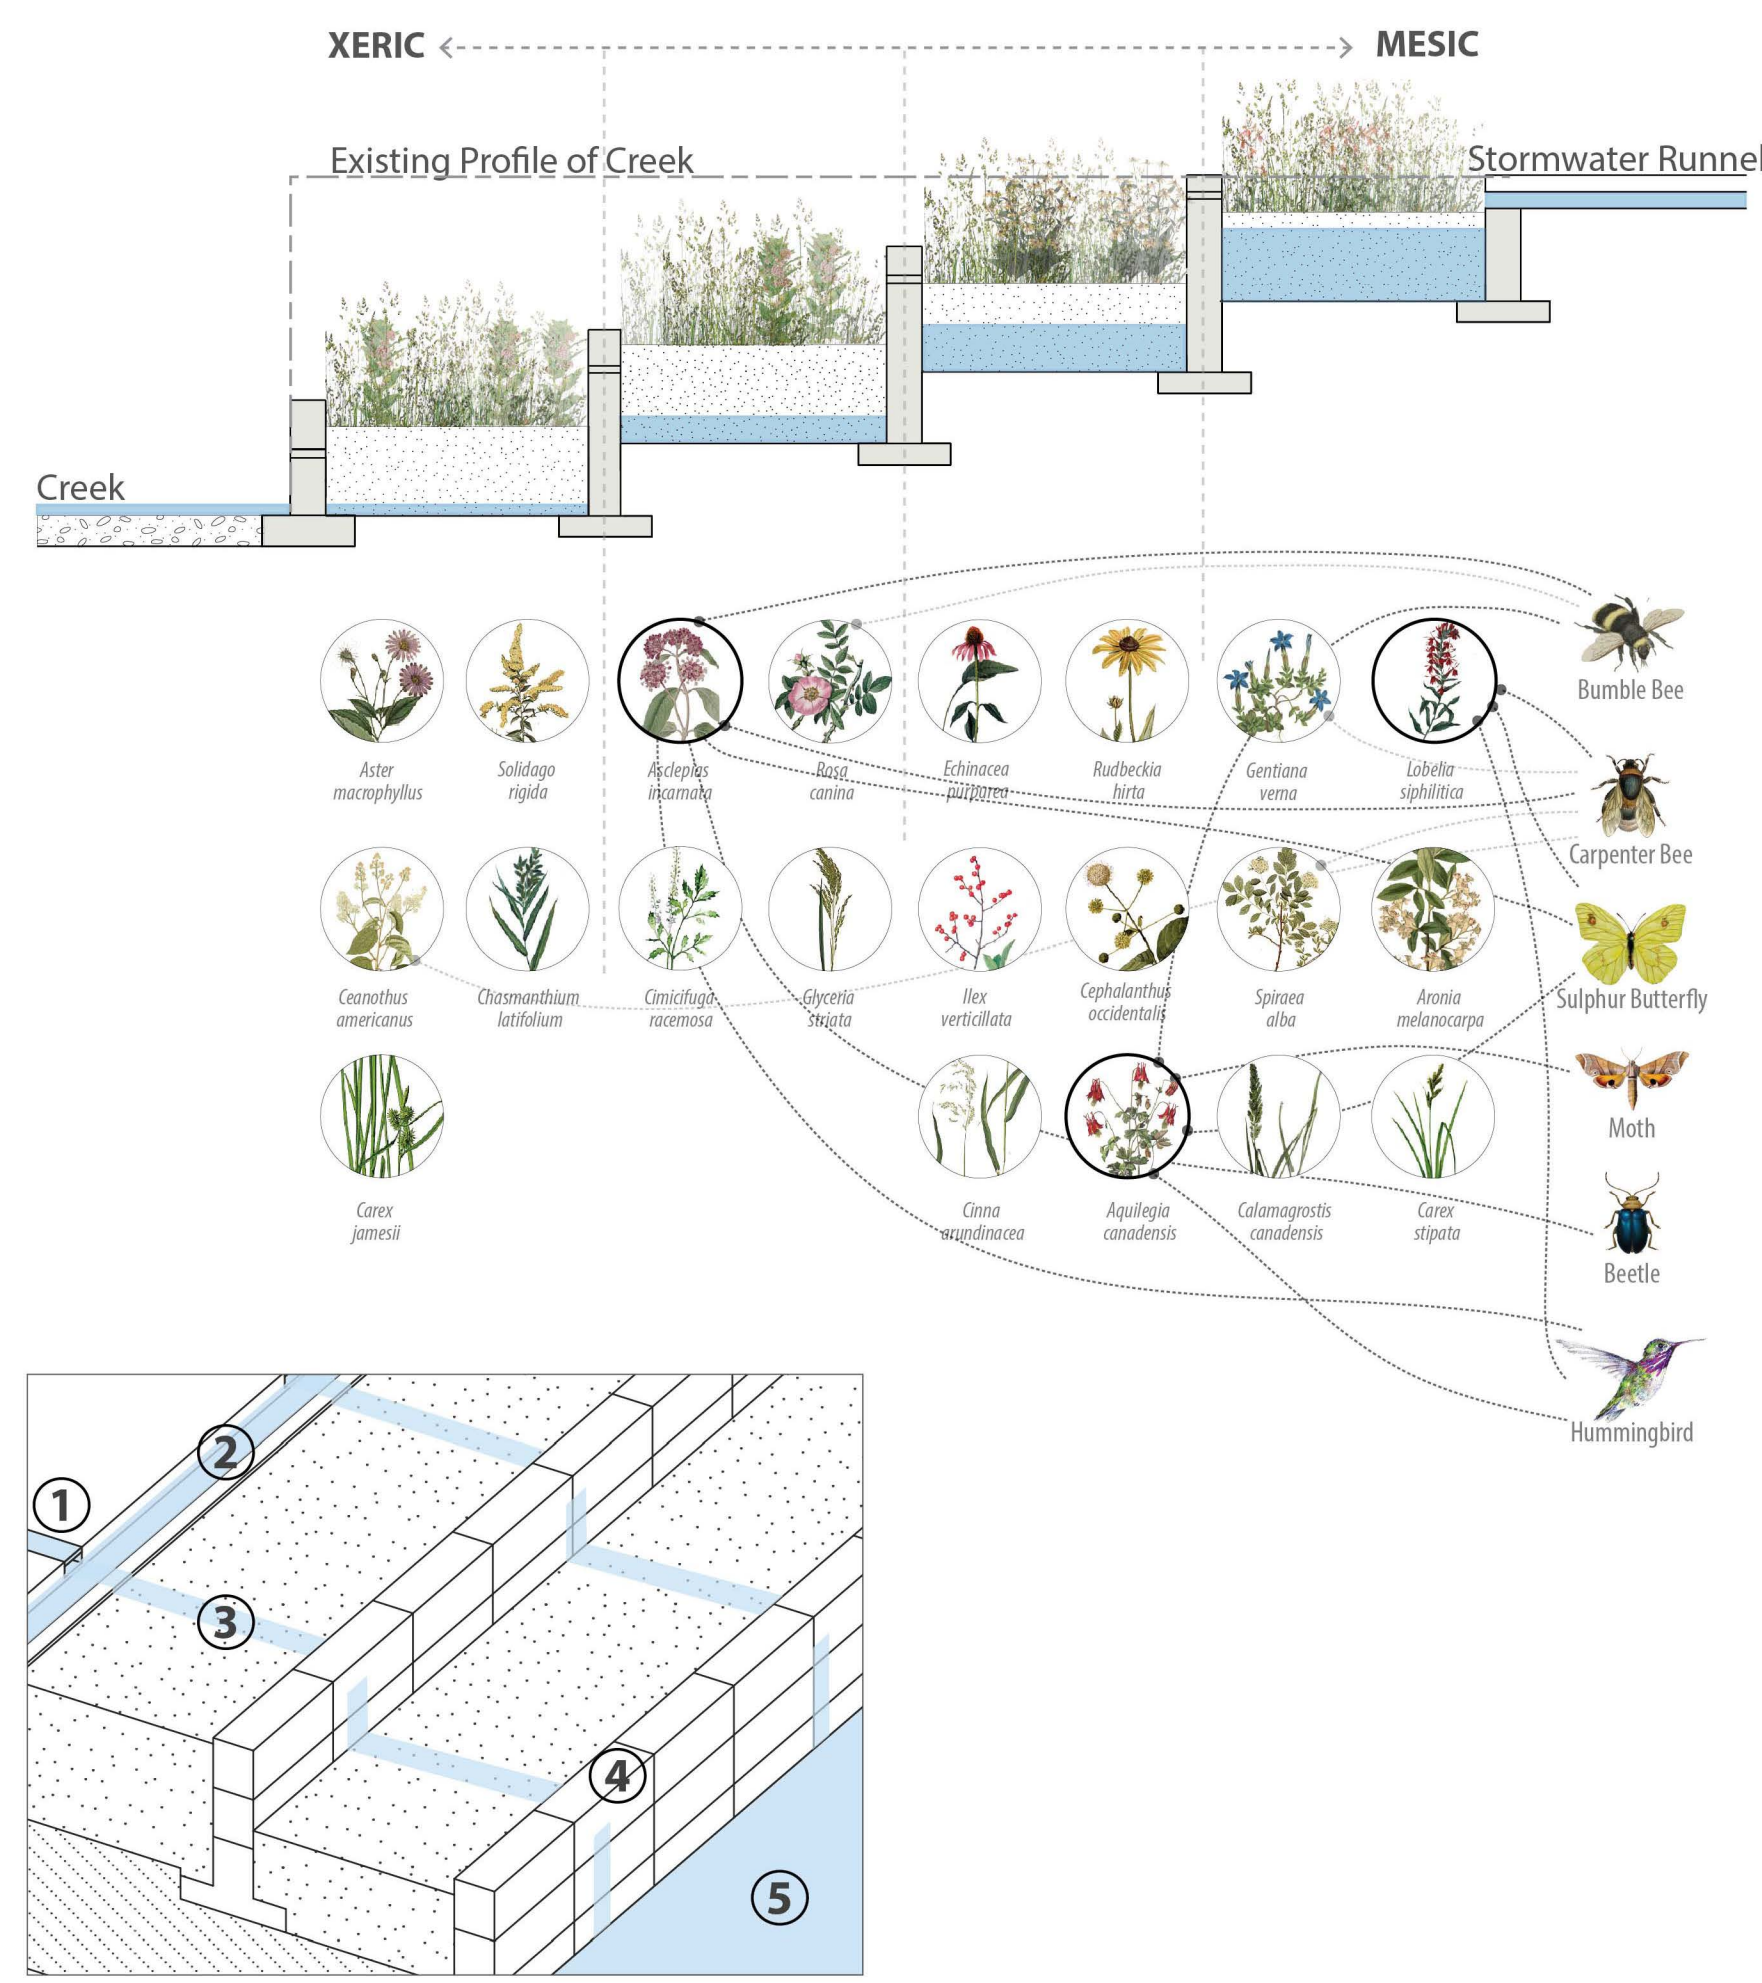 XERIC
MESIC
Existing Profile of Creek
Stormwater Runnel
Creek
Bumble Bee
Aster
macrophyllus
Solidago
rigida
Asclepias
incarnata
Rosa
canina
Echinacea
purparea
Rudbeckia
hirta
Gentiana
verna
Lobelia
siphilitica
Carpenter Bee
Ceanothus
americanus
Chasmanthium
latifolium
Cimicifuga
racemosa
Glyceria
striata
Ilex
verticillata
Cephalanthus
occidentalis
Spiraea
alba
Aronia
melanocarpa
Sulphur Butterfly
Moth
Carex
jamesii
Cinna
arundinacea
Aquilegia
canadensis
Calamagrostis
canadensis
Carex
stipata
Beetle
Hummingbird
1
2
3
4
5